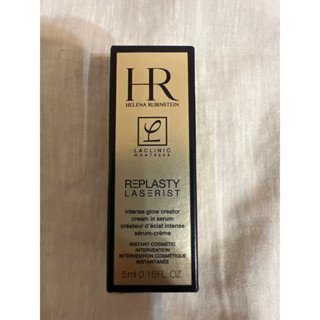 HR
HELENA RUBINSTEIN
LACLINIC
MONTREUX
REPLASTY
LASERIST
intense glow creator
cream in serum
créateur d'éclat intense
sérum-crème
INSTANT COSMETIC
INTERVENTION
INTERVENTION COSMÉTIQUE
INSTANTANÉE
5ml 0.16FL.OZ.